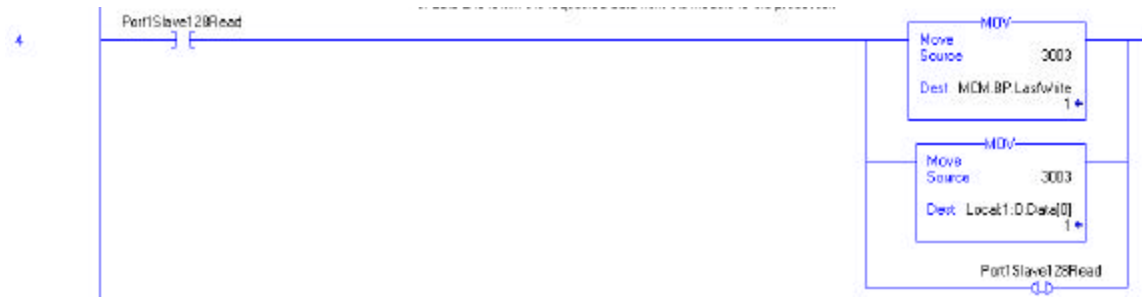 Port1Slave128Read
4
MOV
Move
Source 3003
Dest MCM.BP.LastWrite
1
MOV
Move
Source 3003
Dest Local:1:O.Data[0]
1
Port1Slave128Read